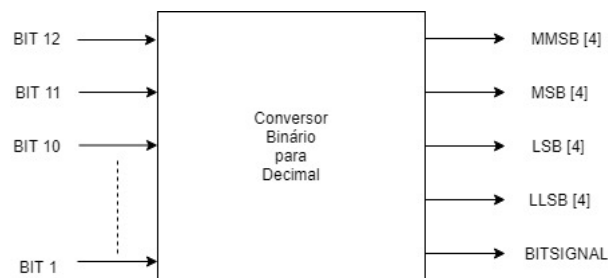 BIT 12
BIT 11
BIT 10
BIT 1
Conversor
Binário
para
Decimal
MMSB [4]
MSB [4]
LSB [4]
LLSB [4]
BITSIGNAL